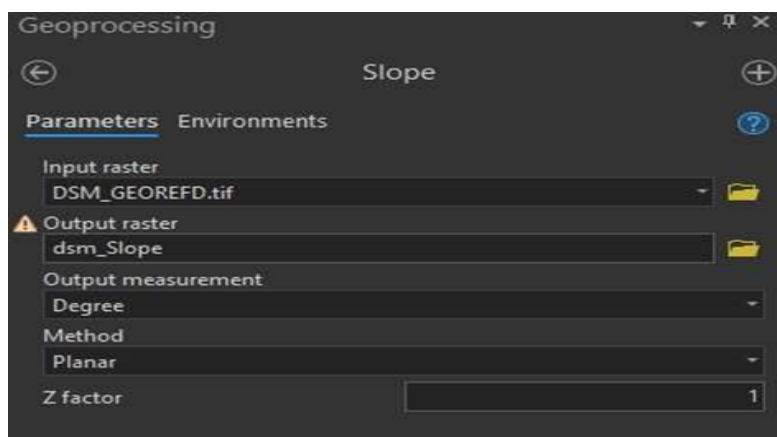 Geoprocessing
Slope
Parameters Environments
Input raster
DSM_GEOREFD.tif
Output raster
dsm_Slope
Output measurement
Degree
Method
Planar
Z factor 1